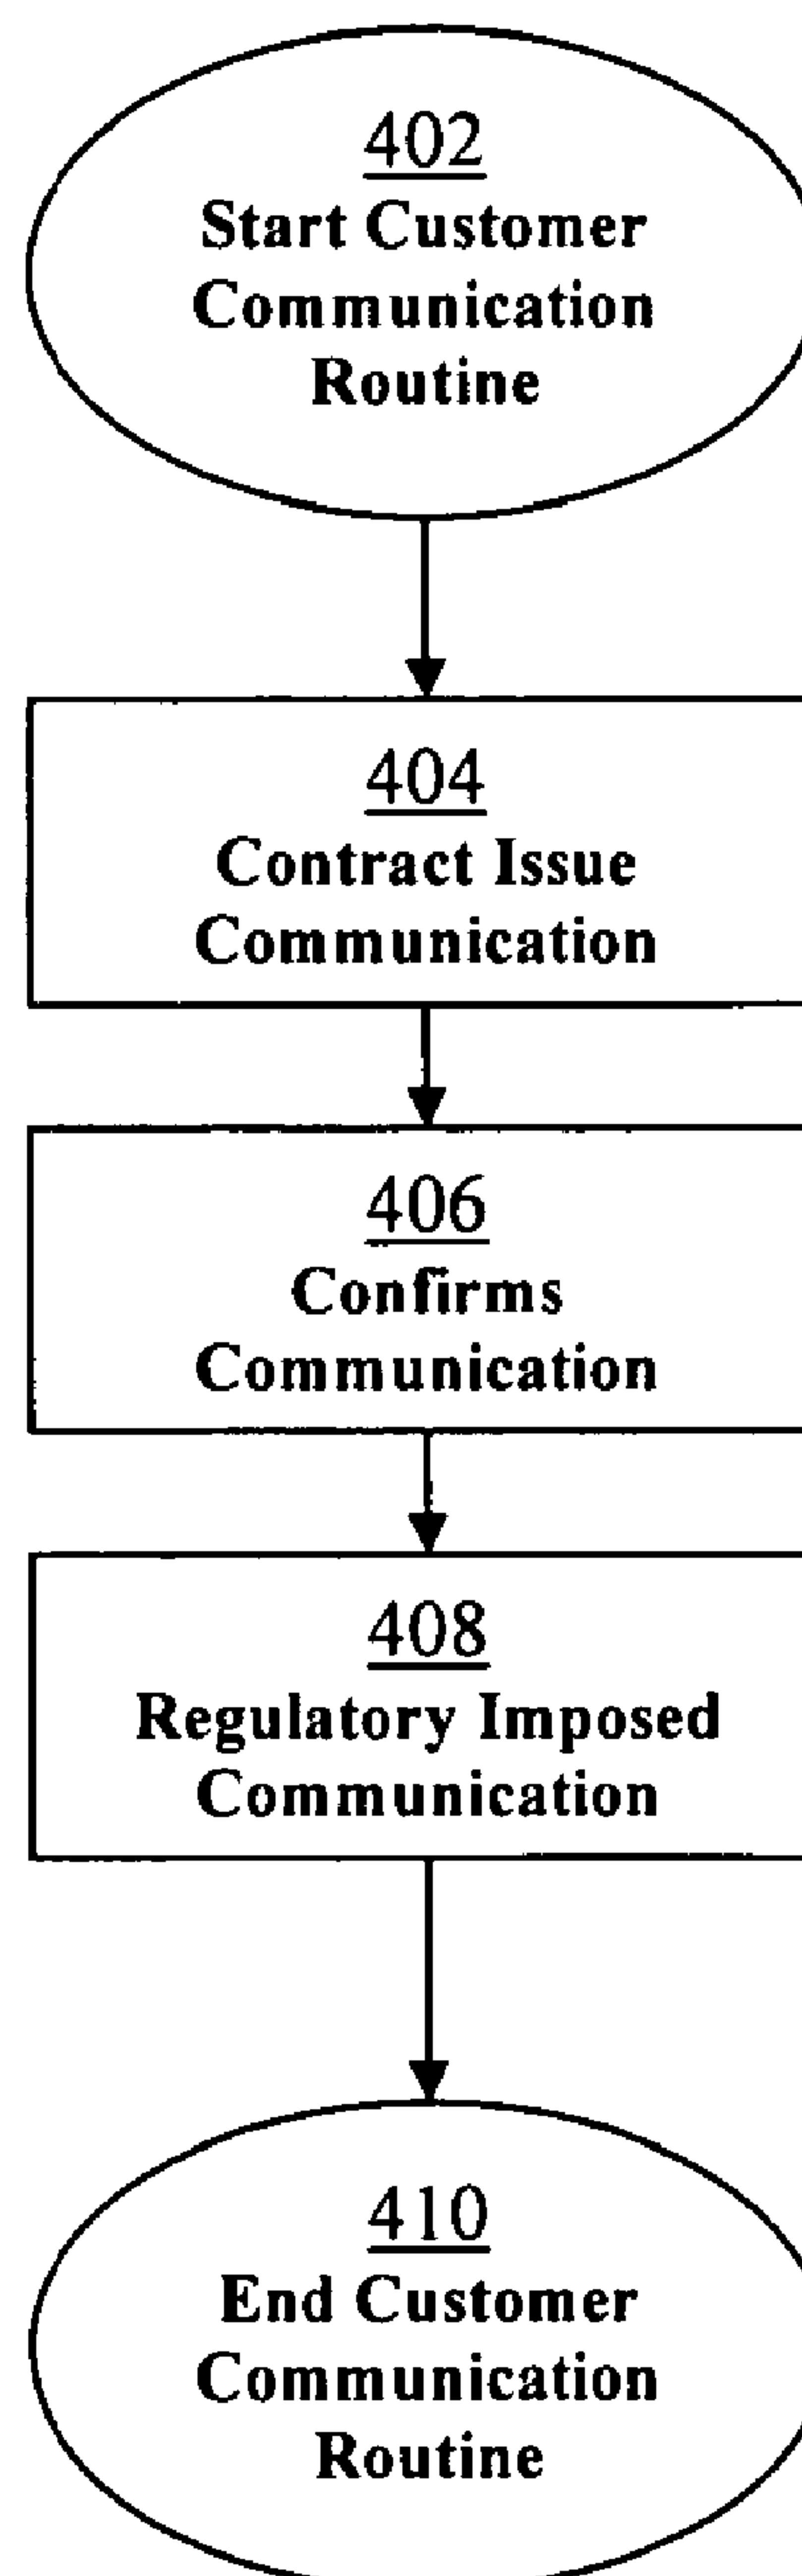 402
Start Customer
Communication
Routine
404
Contract Issue
Communication
406
Confirms
Communication
408
Regulatory Imposed
Communication
410
End Customer
Communication
Routine